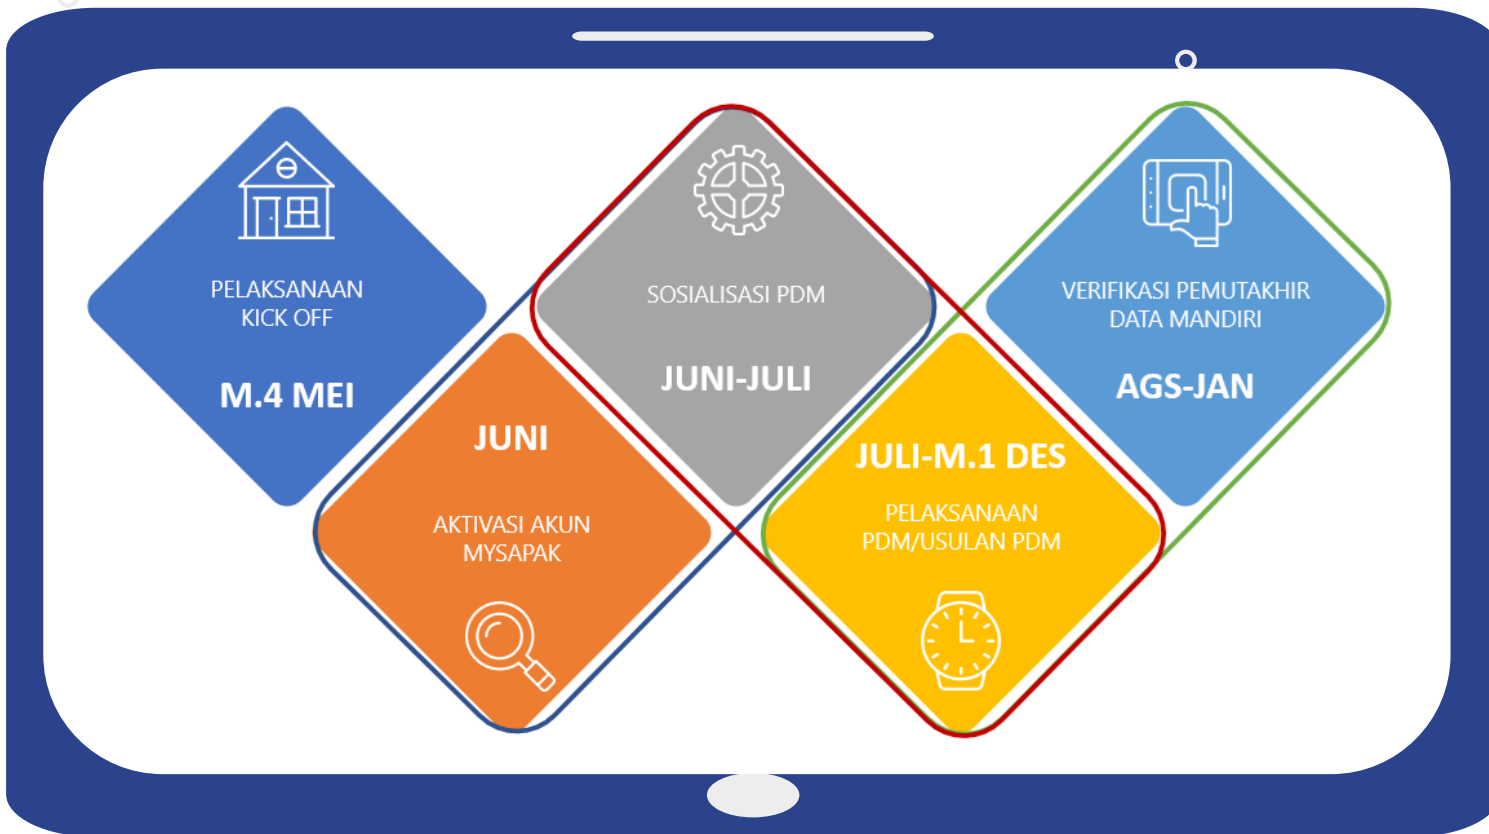 PELAKSANAAN
KICK OFF
M.4 MEI
JUNI
AKTIVASI AKUN
MYSAPAK
SOSIALISASI PDM
JUNI-JULI
JULI-M.1 DES
PELAKSANAAN
PDM/USULAN PDM
VERIFIKASI PEMUTAKHIR
DATA MANDIRI
AGS-JAN